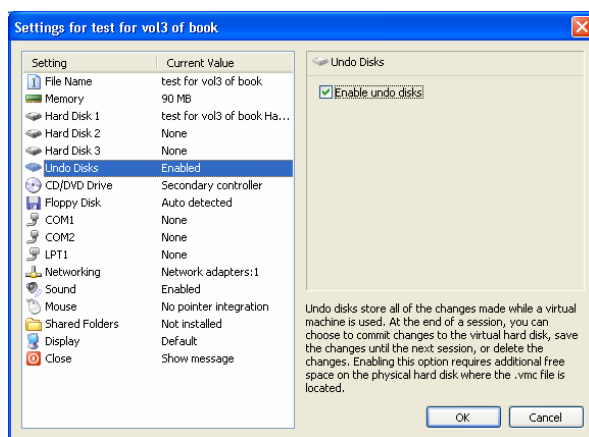 Settings for test for vol3 of book
Setting Current Value
File Name test for vol3 of book
Memory 90 MB
Hard Disk 1 test for vol3 of book Ha...
Hard Disk 2 None
Hard Disk 3 None
Undo Disks Enabled
CD/DVD Drive Secondary controller
Floppy Disk Auto detected
COM1 None
COM2 None
LPT1 None
Networking Network adapters:1
Sound Enabled
Mouse No pointer integration
Shared Folders Not installed
Display Default
Close Show message
Undo Disks
Enable undo disks
Undo disks store all of the changes made while a virtual
machine is used. At the end of a session, you can
choose to commit changes to the virtual hard disk, save
the changes until the next session, or delete the
changes. Enabling this option requires additional free
space on the physical hard disk where the .vmc file is
located.
OK Cancel